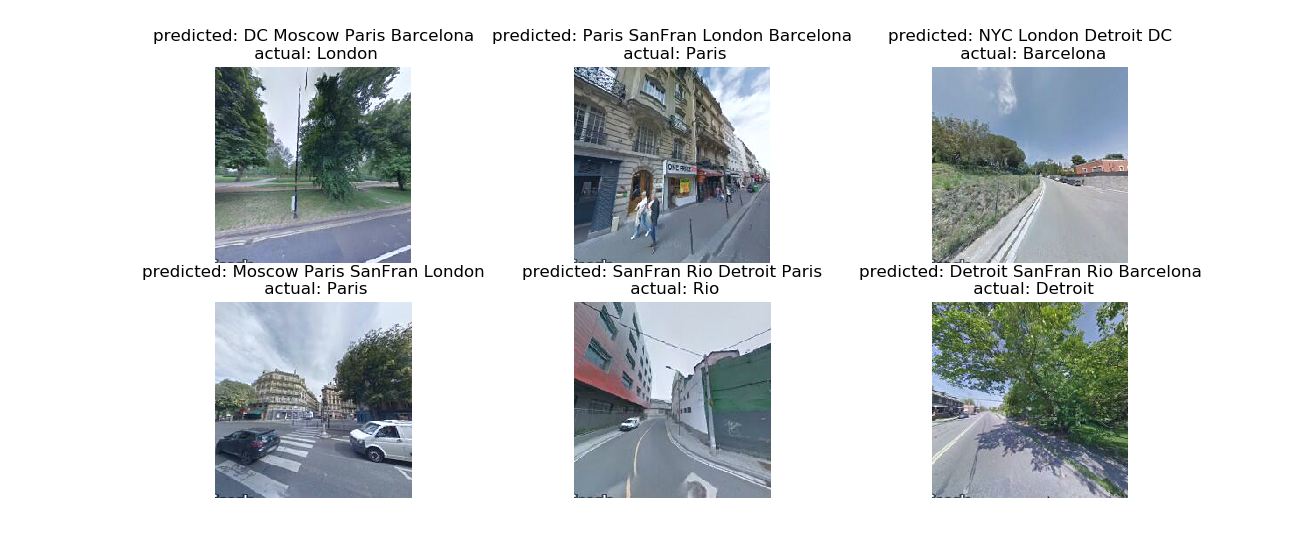 predicted: DC Moscow Paris Barcelona
actual: London
predicted: Paris SanFran London Barcelona
actual: Paris
predicted: NYC London Detroit DC
actual: Barcelona
predicted: Moscow Paris SanFran London
actual: Paris
predicted: SanFran Rio Detroit Paris
actual: Rio
predicted: Detroit SanFran Rio Barcelona
actual: Detroit